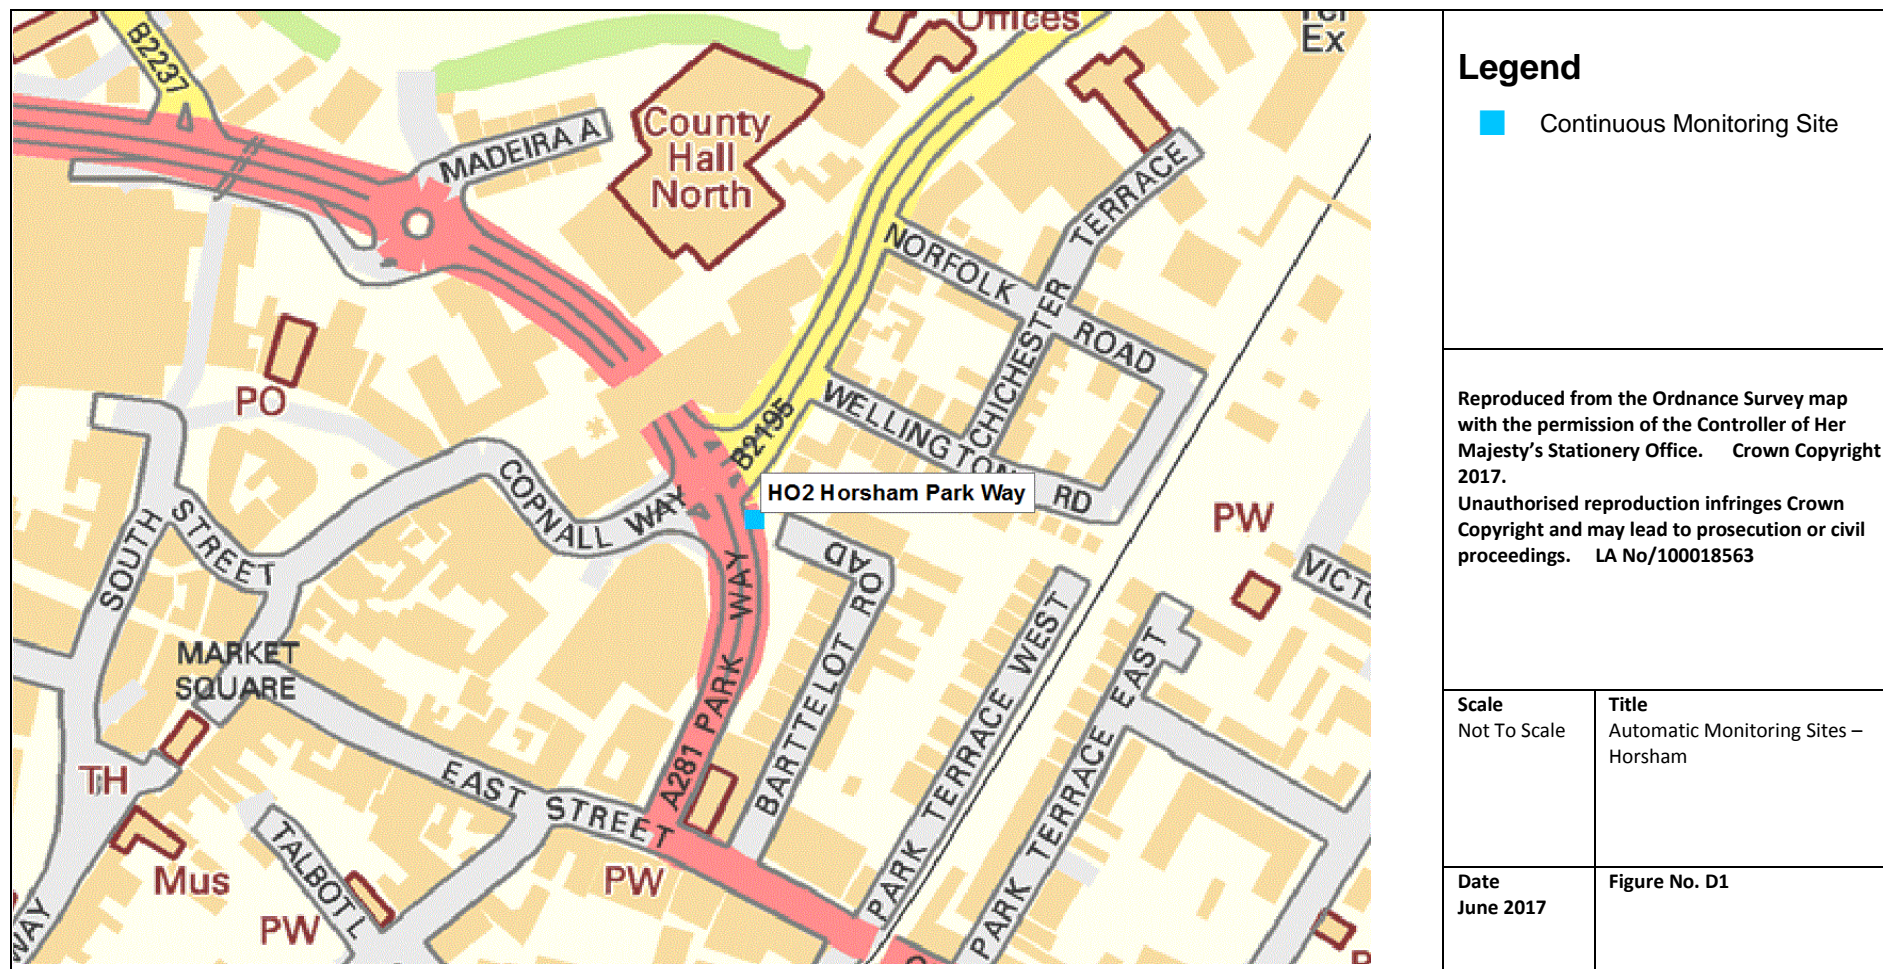 Offices
Tel
Ex
B2237
MADEIRA A
County
Hall
North
NORFOLK ROAD
CHICHESTER TERRACE
PO
WELLINGTON RD
B2195
HO2 Horsham Park Way
COPNALL WAY
SOUTH STREET
PW
VICTO
BARTTELOT ROAD
A281 PARK WAY
PARK TERRACE WEST
PARK TERRACE EAST
MARKET
SQUARE
TH
EAST STREET
Mus
TALBOT L
PW
PW
WAY
Legend
Continuous Monitoring Site
Reproduced from the Ordnance Survey map
with the permission of the Controller of Her
Majesty’s Stationery Office. Crown Copyright
2017.
Unauthorised reproduction infringes Crown
Copyright and may lead to prosecution or civil
proceedings. LA No/100018563
Scale
Not To Scale
Title
Automatic Monitoring Sites –
Horsham
Date
June 2017
Figure No. D1